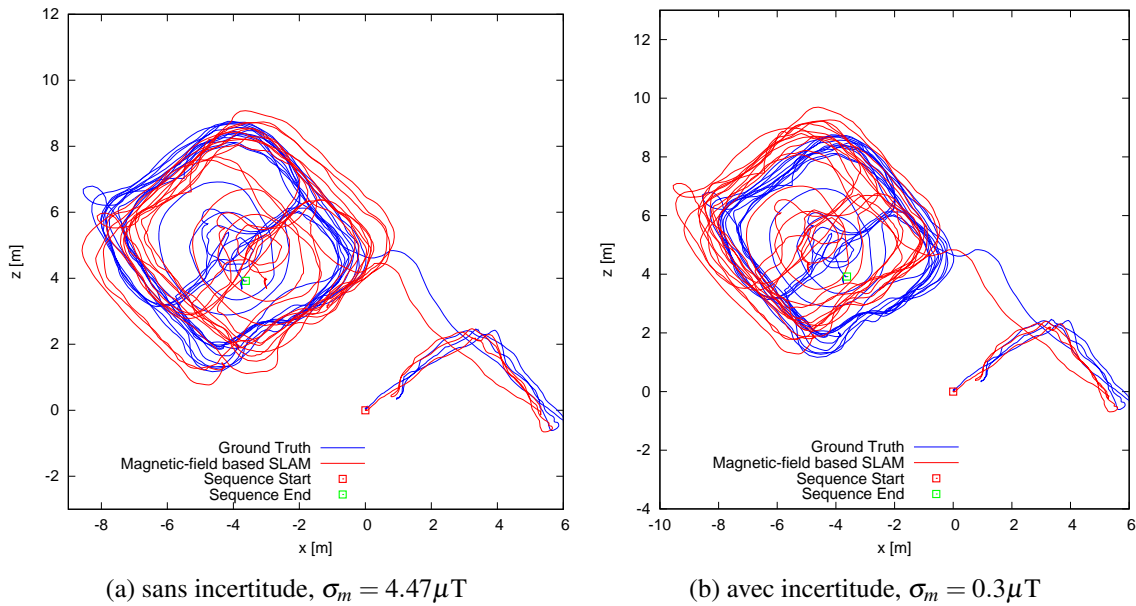 12
10
8
6
4
2
0
-2
z [m]
-8 -6 -4 -2 0 2 4 6
x [m]
Ground Truth
Magnetic-field based SLAM
Sequence Start
Sequence End
(a) sans incertitude, σm = 4.47μT
12
10
8
6
4
2
0
-2
-4
z [m]
-10 -8 -6 -4 -2 0 2 4 6
x [m]
Ground Truth
Magnetic-field based SLAM
Sequence Start
Sequence End
(b) avec incertitude, σm = 0.3μT